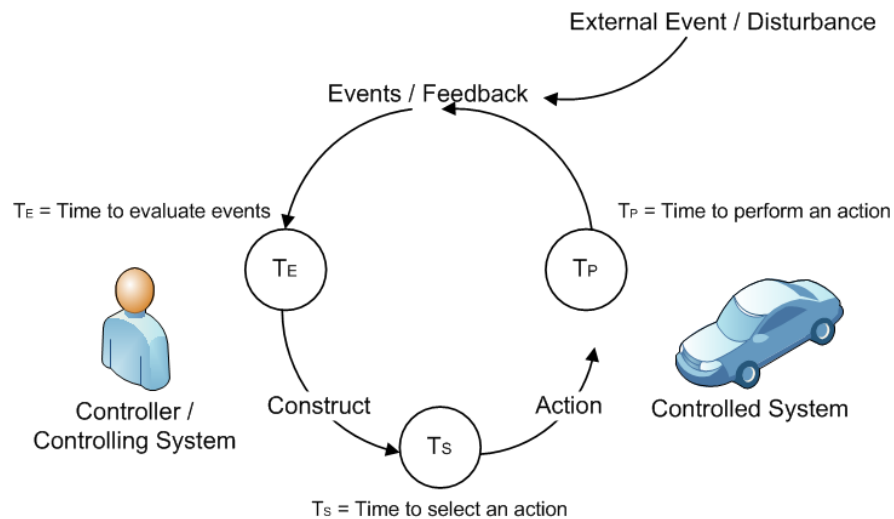 External Event / Disturbance
Events / Feedback
TE = Time to evaluate events
TP = Time to perform an action
TE
TP
Construct
Action
Controller /
Controlling System
Controlled System
TS
TS = Time to select an action